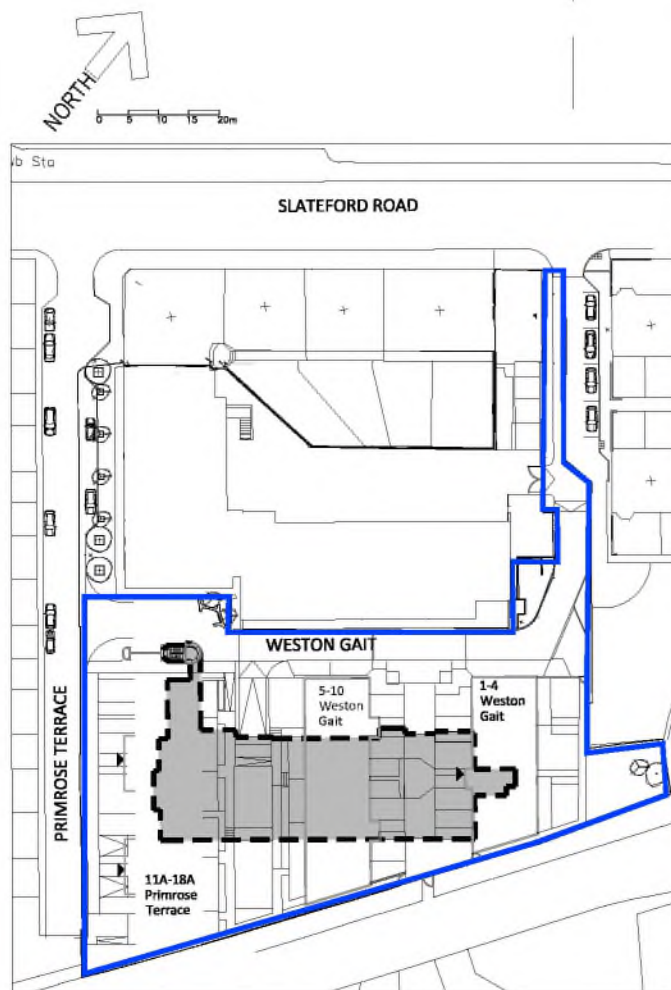 NORTH
0 5 10 15 20m
ub Sta
SLATEFORD ROAD
WESTON GAIT
5-10
Weston
Gait
1-4
Weston
Gait
PRIMROSE TERRACE
11A-18A
Primrose
Terrace